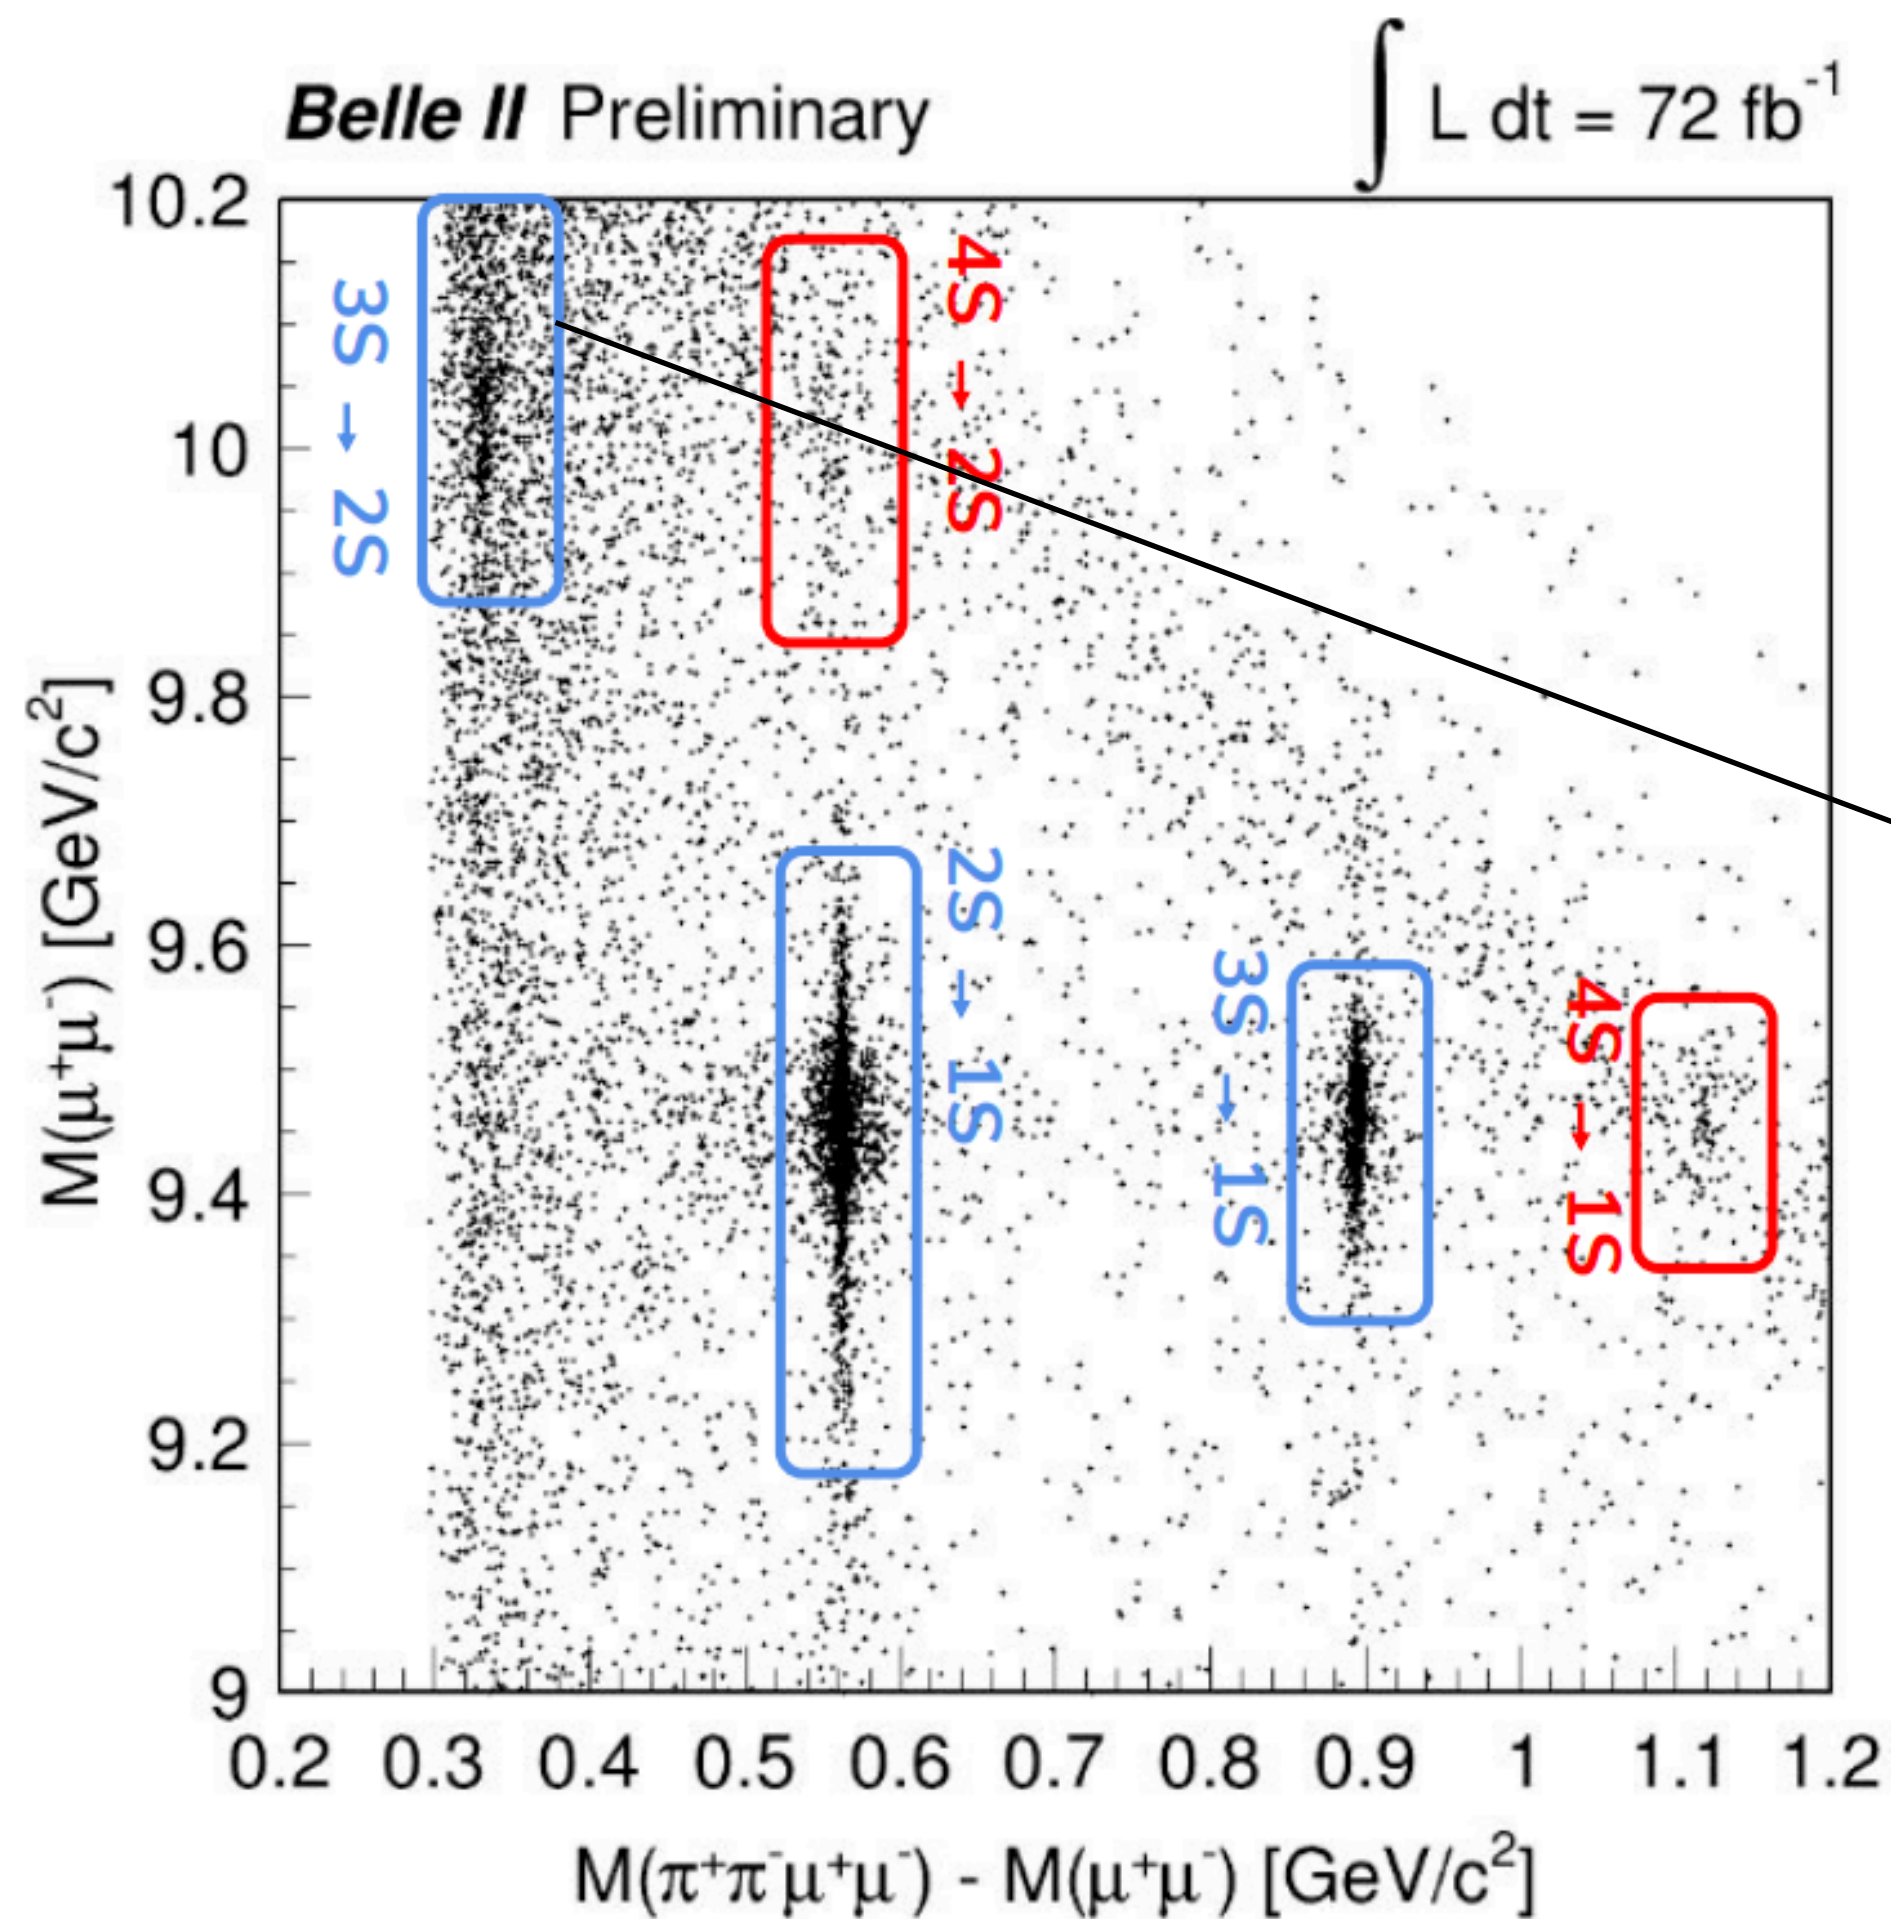 Belle II Preliminary
∫ L dt = 72 fb⁻¹
10.2
10
9.8
9.6
9.4
9.2
9
M(μ⁺μ⁻) [GeV/c²]
3S → 2S
4S → 2S
2S → 1S
3S → 1S
4S → 1S
0.2 0.3 0.4 0.5 0.6 0.7 0.8 0.9 1 1.1 1.2
M(π⁺π⁻μ⁺μ⁻) - M(μ⁺μ⁻) [GeV/c²]